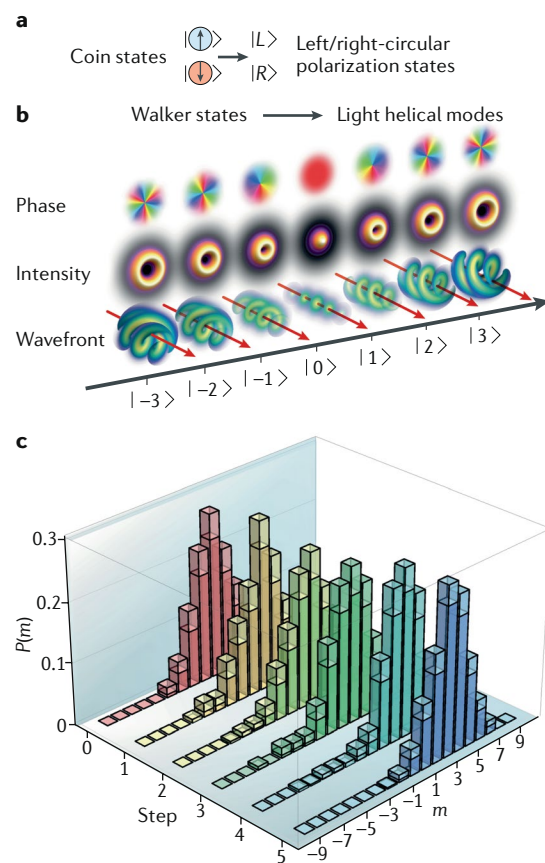 a
Coin states |↑⟩ |L⟩ Left/right-circular
|↓⟩ |R⟩ polarization states
b
Walker states Light helical modes
Phase
Intensity
Wavefront
|−3⟩ |−2⟩ |−1⟩ |0⟩ |1⟩ |2⟩ |3⟩
c
0.3
0.2
0.1
0
P(m)
0 1 2 3 4 5
Step
−9 −7 −5 −3 −1 1 3 5 7 9
m